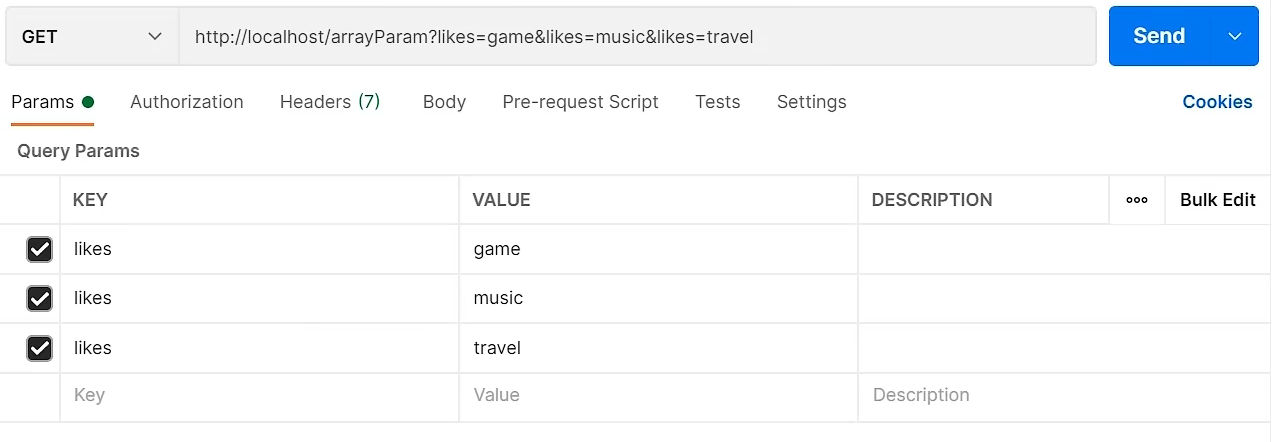 GET http://localhost/arrayParam?likes=game&likes=music&likes=travel Send
Params Authorization Headers (7) Body Pre-request Script Tests Settings Cookies
Query Params
KEY VALUE DESCRIPTION ooo Bulk Edit
likes game
likes music
likes travel
Key Value Description